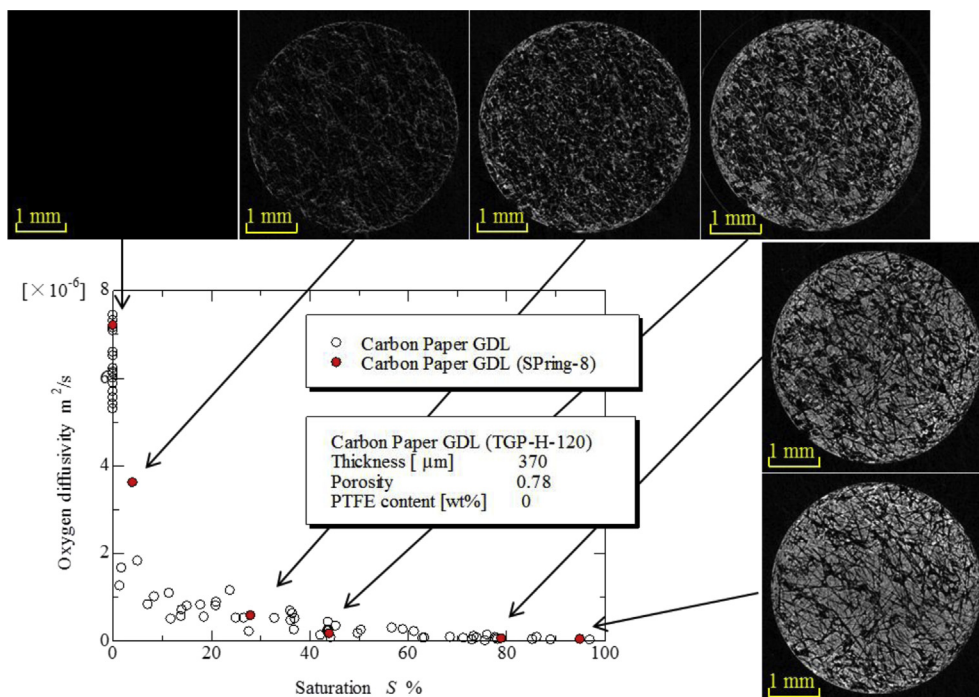 1 mm
1 mm
1 mm
1 mm
[×10⁻⁶
8
6
4
2
0
Oxygen diffusivity m²/s
Carbon Paper GDL
Carbon Paper GDL (SPring-8)
Carbon Paper GDL (TGP-H-120)
Thickness [ μm] 370
Porosity 0.78
PTFE content [wt%] 0
1 mm
1 mm
0 20 40 60 80 100
Saturation S %